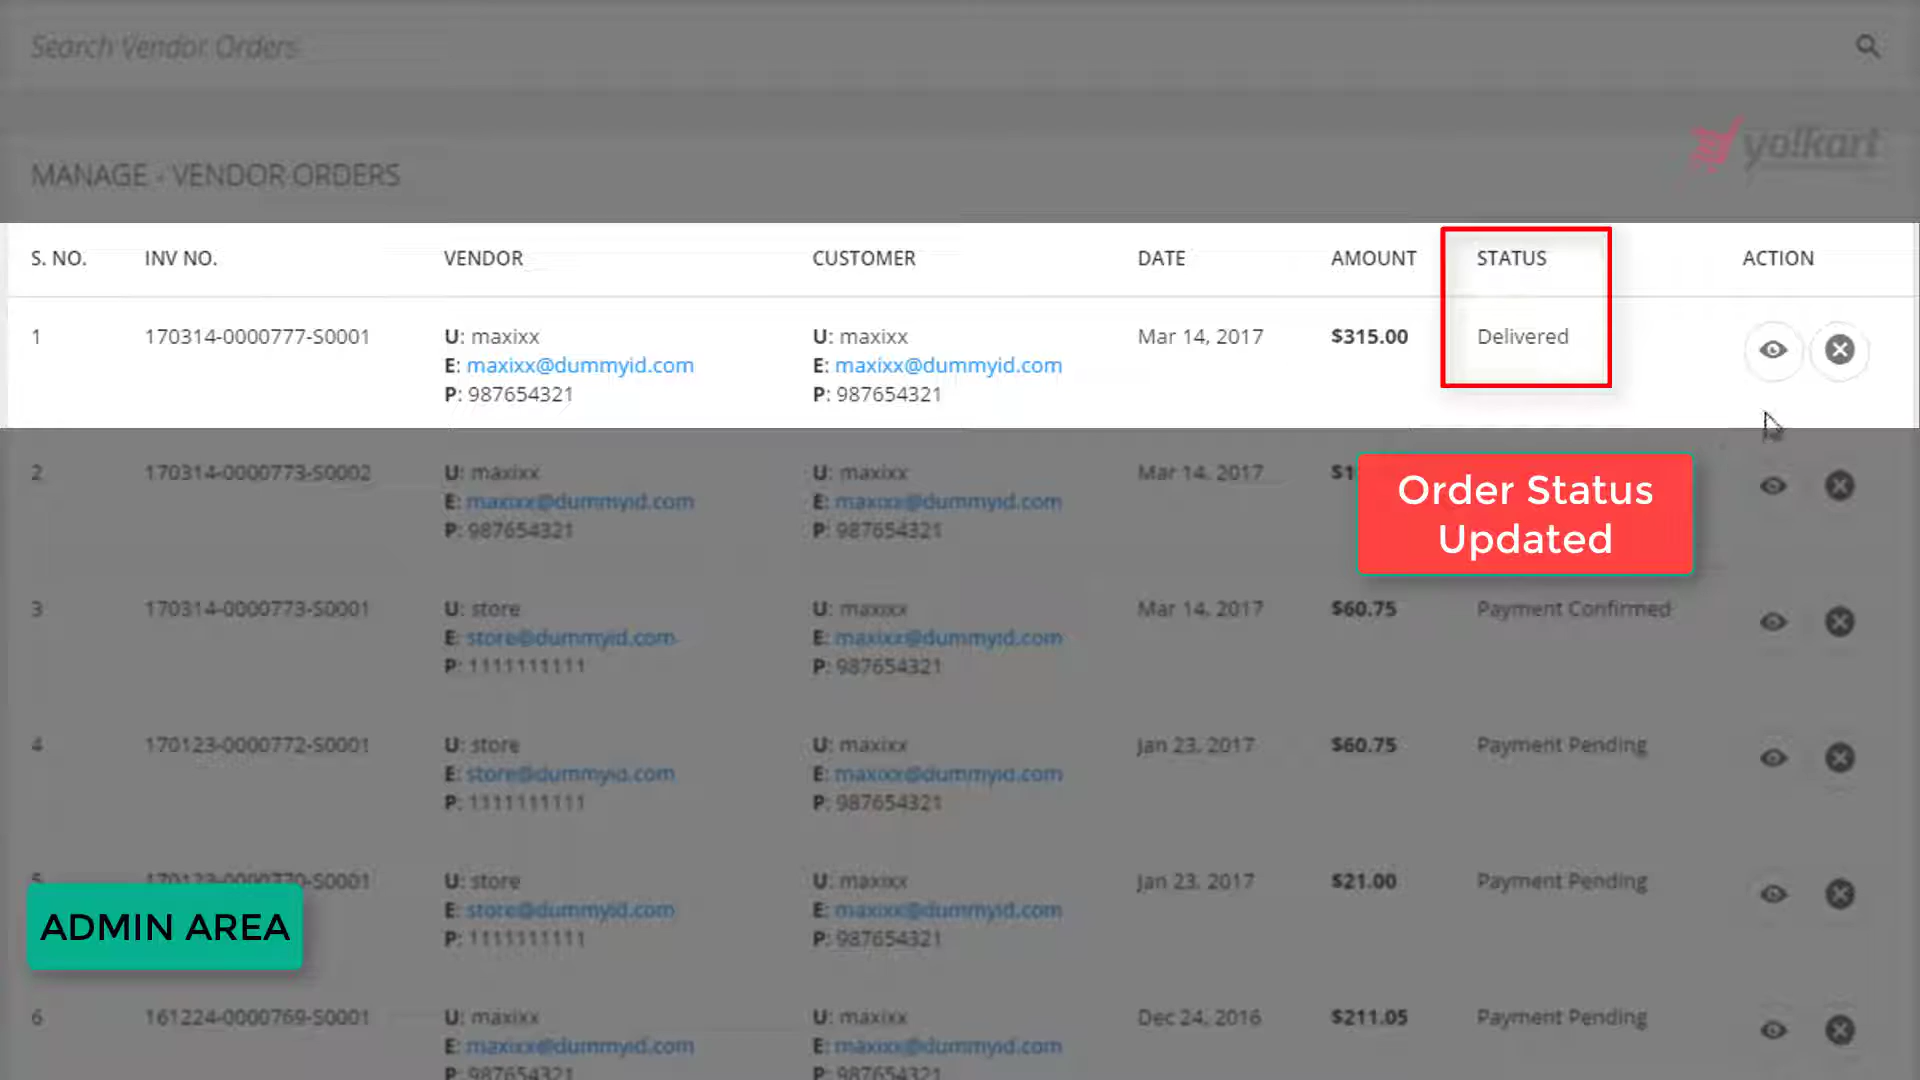 Search Vendor Orders
yo!kart
MANAGE - VENDOR ORDERS
S. NO. INV NO. VENDOR CUSTOMER DATE AMOUNT STATUS ACTION
1 170314-0000777-S0001 U: maxixx U: maxixx Mar 14, 2017 $315.00 Delivered
E: maxixx@dummyid.com E: maxixx@dummyid.com
P: 987654321 P: 987654321
2 170314-0000773-S0002 U: maxixx U: maxixx Mar 14, 2017
E: maxixx@dummyid.com E: maxixx@dummyid.com
P: 987654321 P: 987654321
Order Status
Updated
3 170314-0000773-S0001 U: store U: maxixx Mar 14, 2017 $60.75 Payment Confirmed
E: store@dummyid.com E: maxixx@dummyid.com
P: 1111111111 P: 987654321
4 170123-0000772-S0001 U: store U: maxixx Jan 23, 2017 $60.75 Payment Pending
E: store@dummyid.com E: maxixx@dummyid.com
P: 1111111111 P: 987654321
5 170123-0000770-S0001 U: store U: maxixx Jan 23, 2017 $21.00 Payment Pending
E: store@dummyid.com E: maxixx@dummyid.com
P: 1111111111 P: 987654321
ADMIN AREA
6 161224-0000769-S0001 U: maxixx U: maxixx Dec 24, 2016 $211.05 Payment Pending
E: maxixx@dummyid.com E: maxixx@dummyid.com
P: 987654321 P: 987654321